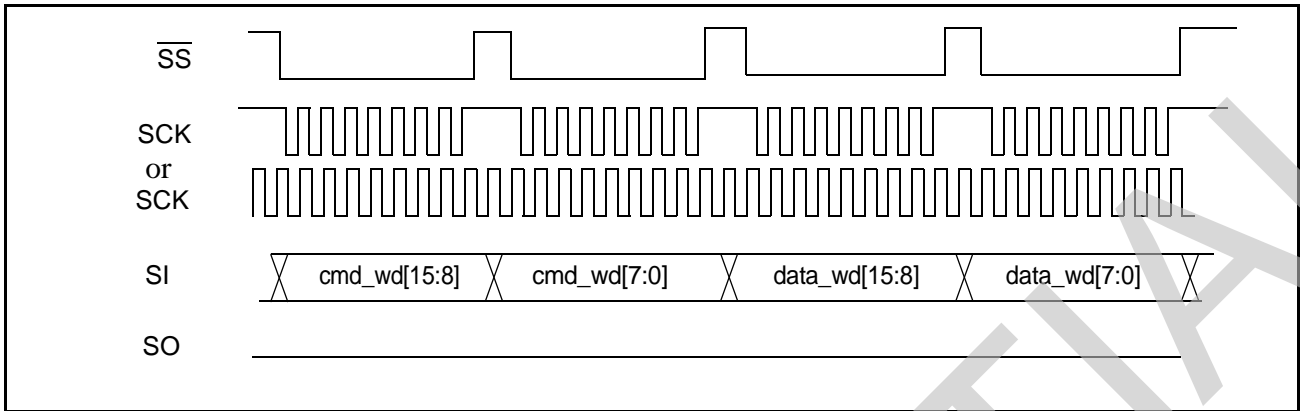 SS
SCK
or
SCK
SI cmd_wd[15:8] cmd_wd[7:0] data_wd[15:8] data_wd[7:0]
SO